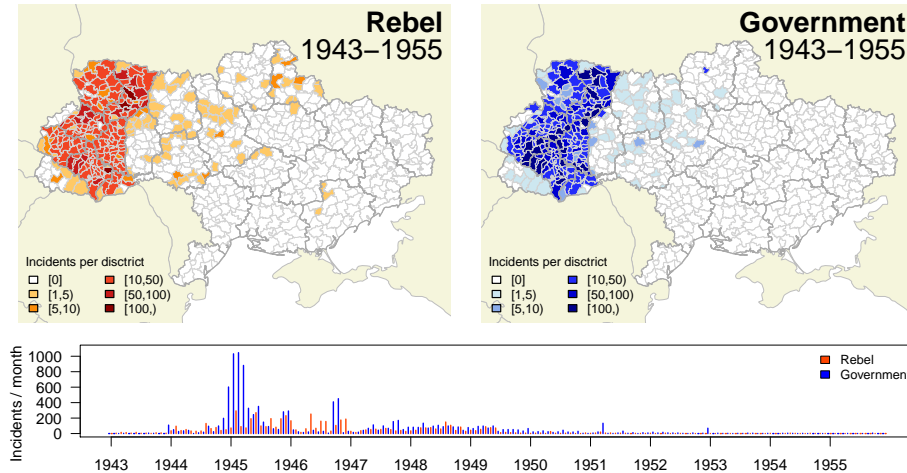 Rebel
1943−1955
Incidents per disctrict
[0]
[1,5)
[5,10)
[10,50)
[50,100)
[100,)
Government
1943−1955
Incidents per disctrict
[0]
[1,5)
[5,10)
[10,50)
[50,100)
[100,)
Incidents / month
1000
800
600
400
200
0
Rebel
Governmen
1943 1944 1945 1946 1947 1948 1949 1950 1951 1952 1953 1954 1955